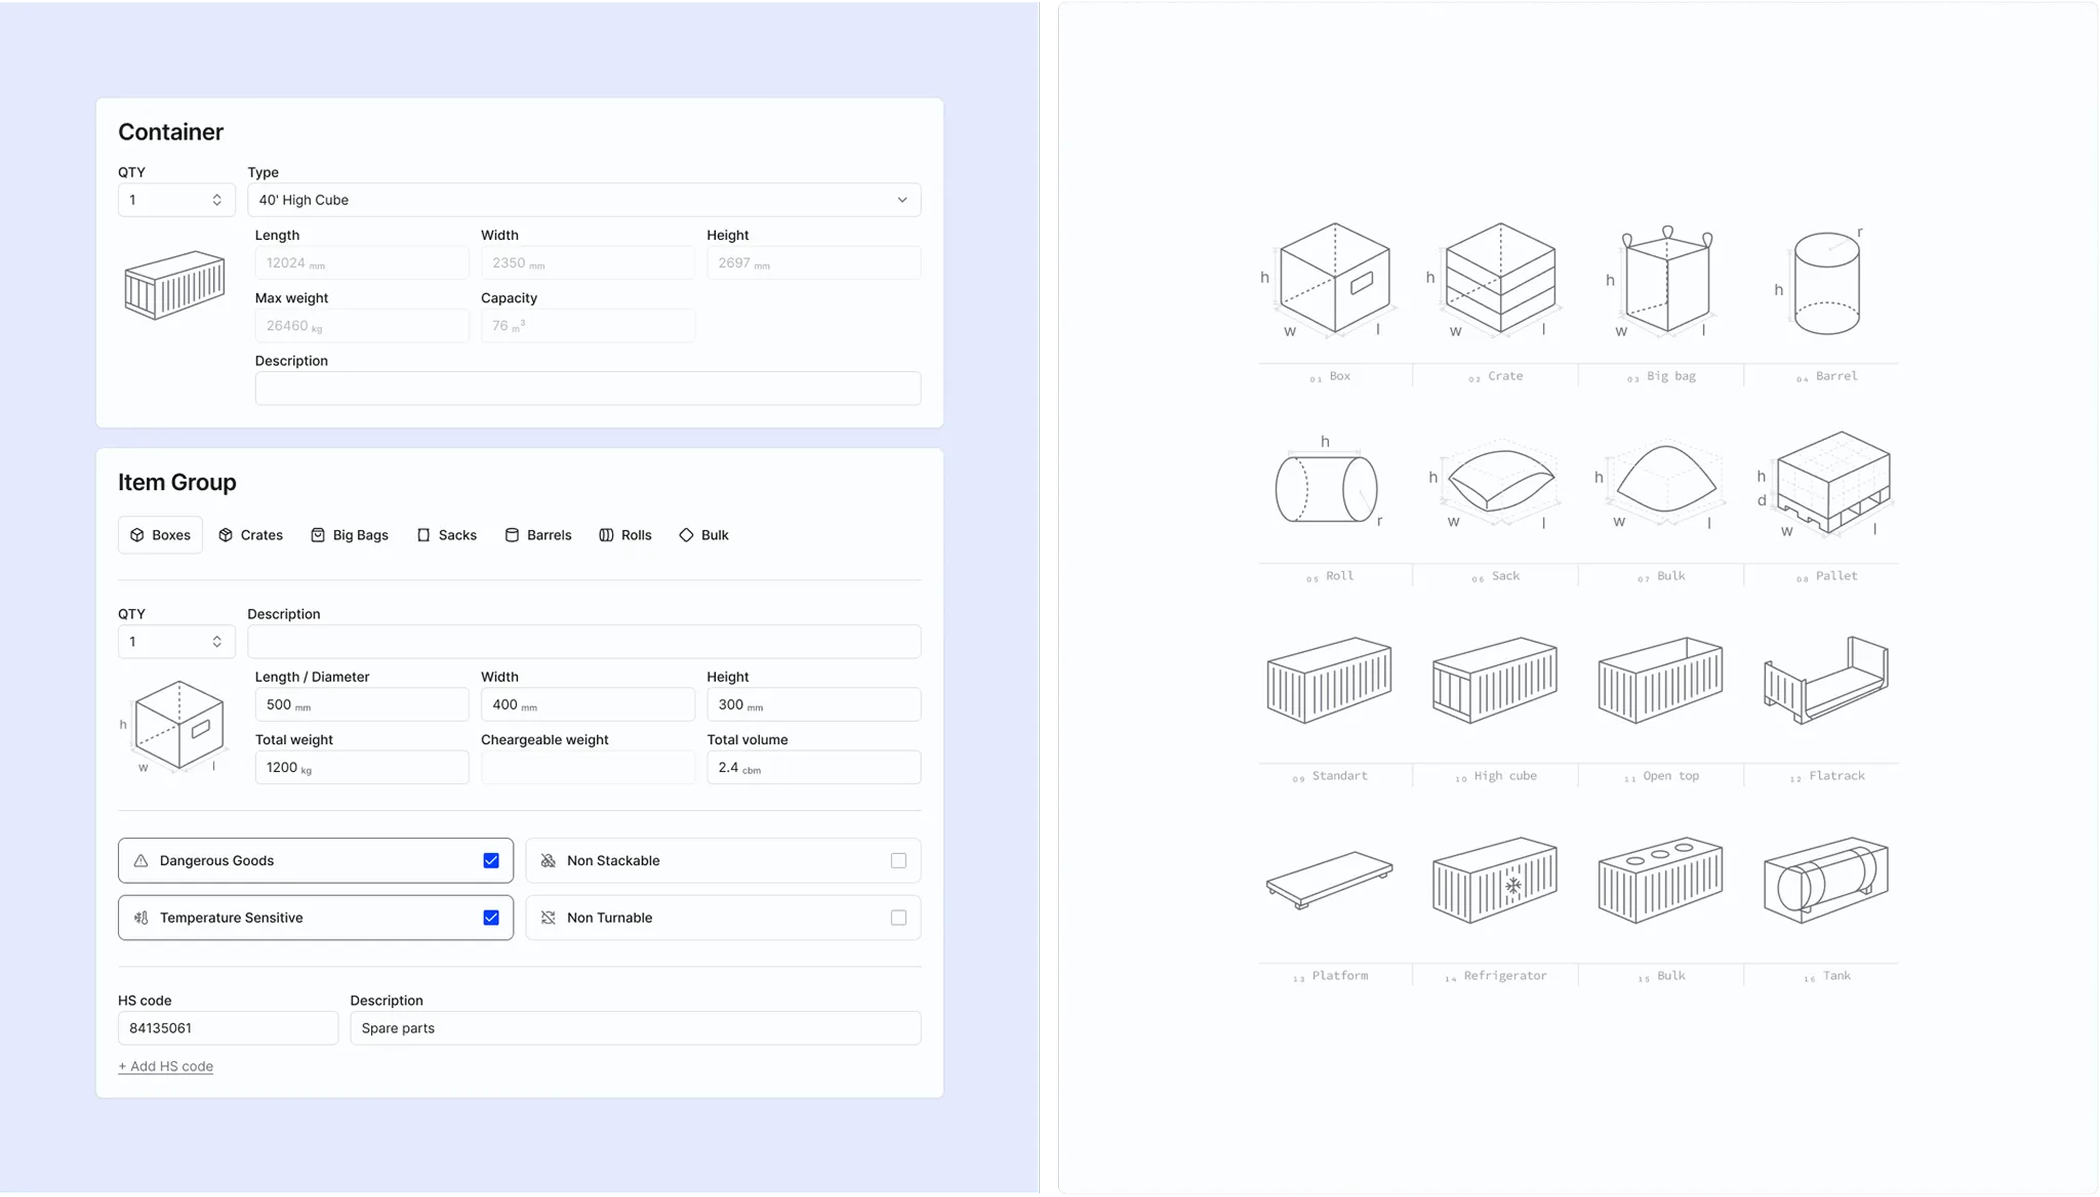 Container
QTY
Type
1
40' High Cube
Length
Width
Height
12024 mm
2350 mm
2697 mm
Max weight
Capacity
26460 kg
76 m³
Description
Item Group
Boxes
Crates
Big Bags
Sacks
Barrels
Rolls
Bulk
QTY
Description
1
Length / Diameter
Width
Height
500 mm
400 mm
300 mm
h
w
l
Total weight
Cheargeable weight
Total volume
1200 kg
2.4 cbm
Dangerous Goods
Non Stackable
Temperature Sensitive
Non Turnable
HS code
Description
84135061
Spare parts
+ Add HS code
h
w
l
h
w
l
h
w
l
r
h
01 Box
02 Crate
03 Big bag
04 Barrel
h
r
h
w
l
h
w
l
h
d
w
l
05 Roll
06 Sack
07 Bulk
08 Pallet
09 Standart
10 High cube
11 Open top
12 Flatrack
13 Platform
14 Refrigerator
15 Bulk
16 Tank